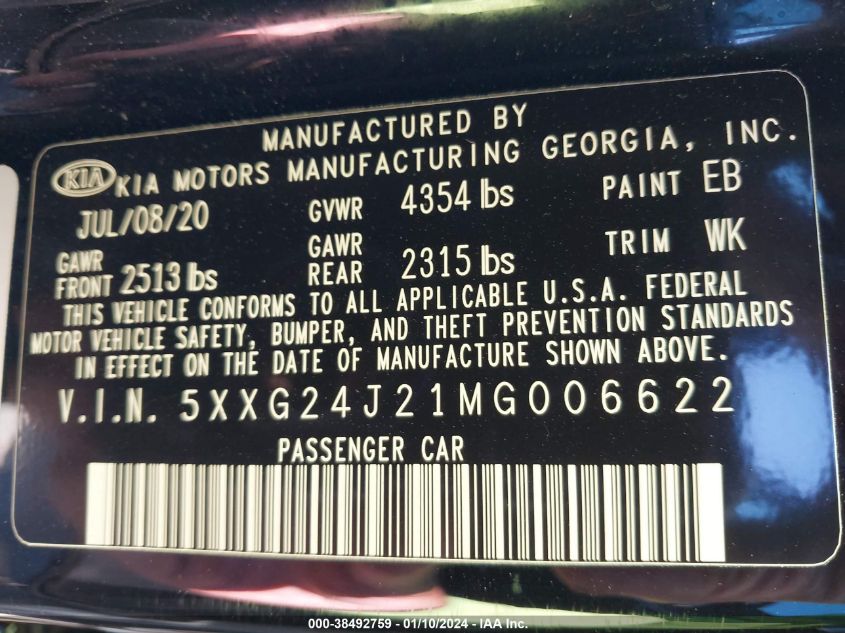 MANUFACTURED BY
KIA KIA MOTORS MANUFACTURING GEORGIA, INC.
JUL/08/20 GVWR 4354 lbs PAINT EB
GAWR FRONT 2513 lbs GAWR REAR 2315 lbs TRIM WK
THIS VEHICLE CONFORMS TO ALL APPLICABLE U.S.A. FEDERAL
MOTOR VEHICLE SAFETY, BUMPER, AND THEFT PREVENTION STANDARDS
IN EFFECT ON THE DATE OF MANUFACTURE SHOWN ABOVE.
V.I.N. 5XXG24J21MG006622
PASSENGER CAR
000-38492759 - 01/10/2024 - IAA Inc.